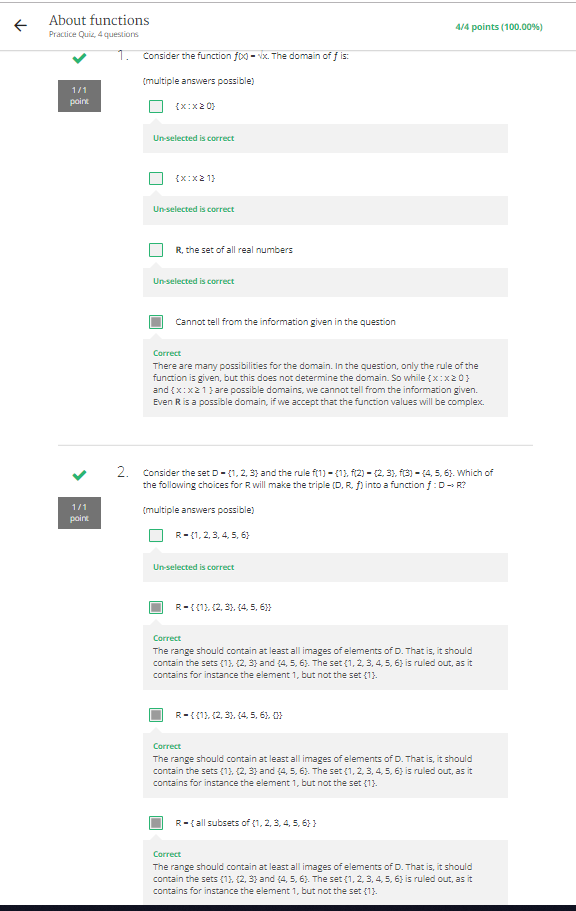 About functions
Practice Quiz, 4 questions
4/4 points (100.00%)
1. Consider the function f(x) = √x. The domain of f is:
(multiple answers possible)
1 / 1
point
{x : x ≥ 0}
Un-selected is correct
{x : x ≥ 1}
Un-selected is correct
R, the set of all real numbers
Un-selected is correct
Cannot tell from the information given in the question
Correct
There are many possibilities for the domain. In the question, only the rule of the
function is given, but this does not determine the domain. So while {x : x ≥ 0}
and {x : x ≥ 1} are possible domains, we cannot tell from the information given.
Even R is a possible domain, if we accept that the function values will be complex.
2. Consider the set D = {1, 2, 3} and the rule f(1) = {1}, f(2) = {2, 3}, f(3) = {4, 5, 6}. Which of
the following choices for R will make the triple (D, R, f) into a function f : D -> R?
1 / 1
point
(multiple answers possible)
R = {1, 2, 3, 4, 5, 6}
Un-selected is correct
R = { {1}, {2, 3}, {4, 5, 6}}
Correct
The range should contain at least all images of elements of D. That is, it should
contain the sets {1}, {2, 3} and {4, 5, 6}. The set {1, 2, 3, 4, 5, 6} is ruled out, as it
contains for instance the element 1, but not the set {1}.
R = { {1}, {2, 3}, {4, 5, 6}, {}}
Correct
The range should contain at least all images of elements of D. That is, it should
contain the sets {1}, {2, 3} and {4, 5, 6}. The set {1, 2, 3, 4, 5, 6} is ruled out, as it
contains for instance the element 1, but not the set {1}.
R = { all subsets of {1, 2, 3, 4, 5, 6} }
Correct
The range should contain at least all images of elements of D. That is, it should
contain the sets {1}, {2, 3} and {4, 5, 6}. The set {1, 2, 3, 4, 5, 6} is ruled out, as it
contains for instance the element 1, but not the set {1}.